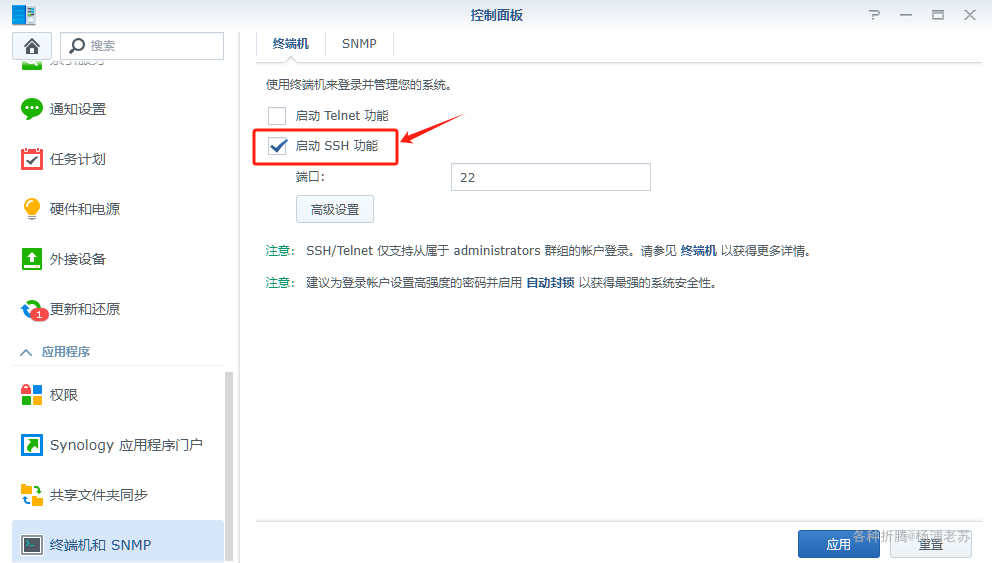 控制面板
搜索
索引服务
通知设置
任务计划
硬件和电源
外接设备
1
更新和还原
应用程序
权限
Synology 应用程序门户
共享文件夹同步
终端机和 SNMP
终端机
SNMP
使用终端机来登录并管理您的系统。
启动 Telnet 功能
启动 SSH 功能
端口:
22
高级设置
注意: SSH/Telnet 仅支持从属于 administrators 群组的帐户登录。请参见 终端机 以获得更多详情。
注意: 建议为登录帐户设置高强度的密码并启用 自动封锁 以获得最强的系统安全性。
应用
重置
各种折腾@杨浦老苏